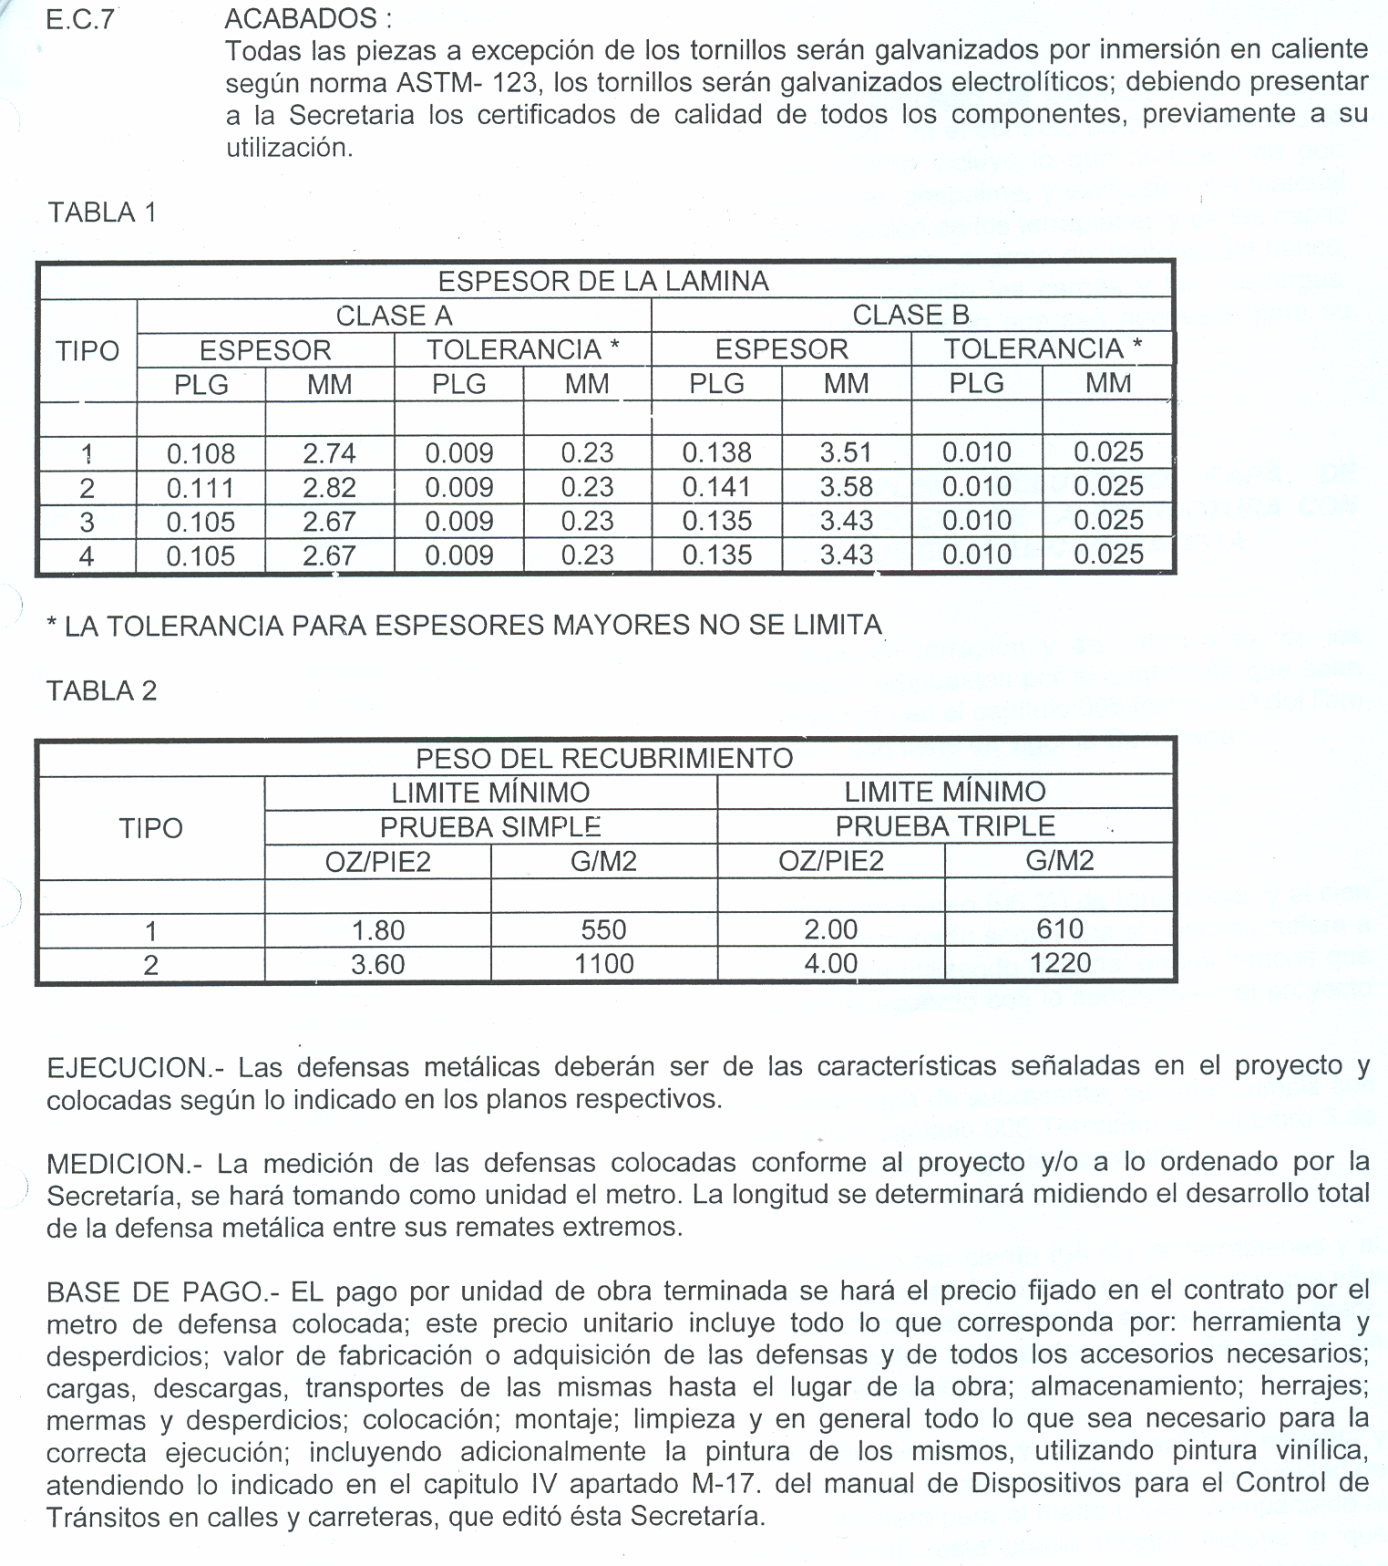 E.C.7 ACABADOS :
Todas las piezas a excepción de los tornillos serán galvanizados por inmersión en caliente
según norma ASTM- 123, los tornillos serán galvanizados electrolíticos; debiendo presentar
a la Secretaria los certificados de calidad de todos los componentes, previamente a su
utilización.
TABLA 1
ESPESOR DE LA LAMINA
CLASE A CLASE B
TIPO ESPESOR TOLERANCIA * ESPESOR TOLERANCIA *
PLG MM PLG MM PLG MM PLG MM
1 0.108 2.74 0.009 0.23 0.138 3.51 0.010 0.025
2 0.111 2.82 0.009 0.23 0.141 3.58 0.010 0.025
3 0.105 2.67 0.009 0.23 0.135 3.43 0.010 0.025
4 0.105 2.67 0.009 0.23 0.135 3.43 0.010 0.025
* LA TOLERANCIA PARA ESPESORES MAYORES NO SE LIMITA
TABLA 2
PESO DEL RECUBRIMIENTO
LIMITE MÍNIMO LIMITE MÍNIMO
TIPO PRUEBA SIMPLE PRUEBA TRIPLE
OZ/PIE2 G/M2 OZ/PIE2 G/M2
1 1.80 550 2.00 610
2 3.60 1100 4.00 1220
EJECUCION.- Las defensas metálicas deberán ser de las características señaladas en el proyecto y
colocadas según lo indicado en los planos respectivos.
MEDICION.- La medición de las defensas colocadas conforme al proyecto y/o a lo ordenado por la
Secretaría, se hará tomando como unidad el metro. La longitud se determinará midiendo el desarrollo total
de la defensa metálica entre sus remates extremos.
BASE DE PAGO.- EL pago por unidad de obra terminada se hará el precio fijado en el contrato por el
metro de defensa colocada; este precio unitario incluye todo lo que corresponda por: herramienta y
desperdicios; valor de fabricación o adquisición de las defensas y de todos los accesorios necesarios;
cargas, descargas, transportes de las mismas hasta el lugar de la obra; almacenamiento; herrajes;
mermas y desperdicios; colocación; montaje; limpieza y en general todo lo que sea necesario para la
correcta ejecución; incluyendo adicionalmente la pintura de los mismos, utilizando pintura vinílica,
atendiendo lo indicado en el capitulo IV apartado M-17. del manual de Dispositivos para el Control de
Tránsitos en calles y carreteras, que editó ésta Secretaría.